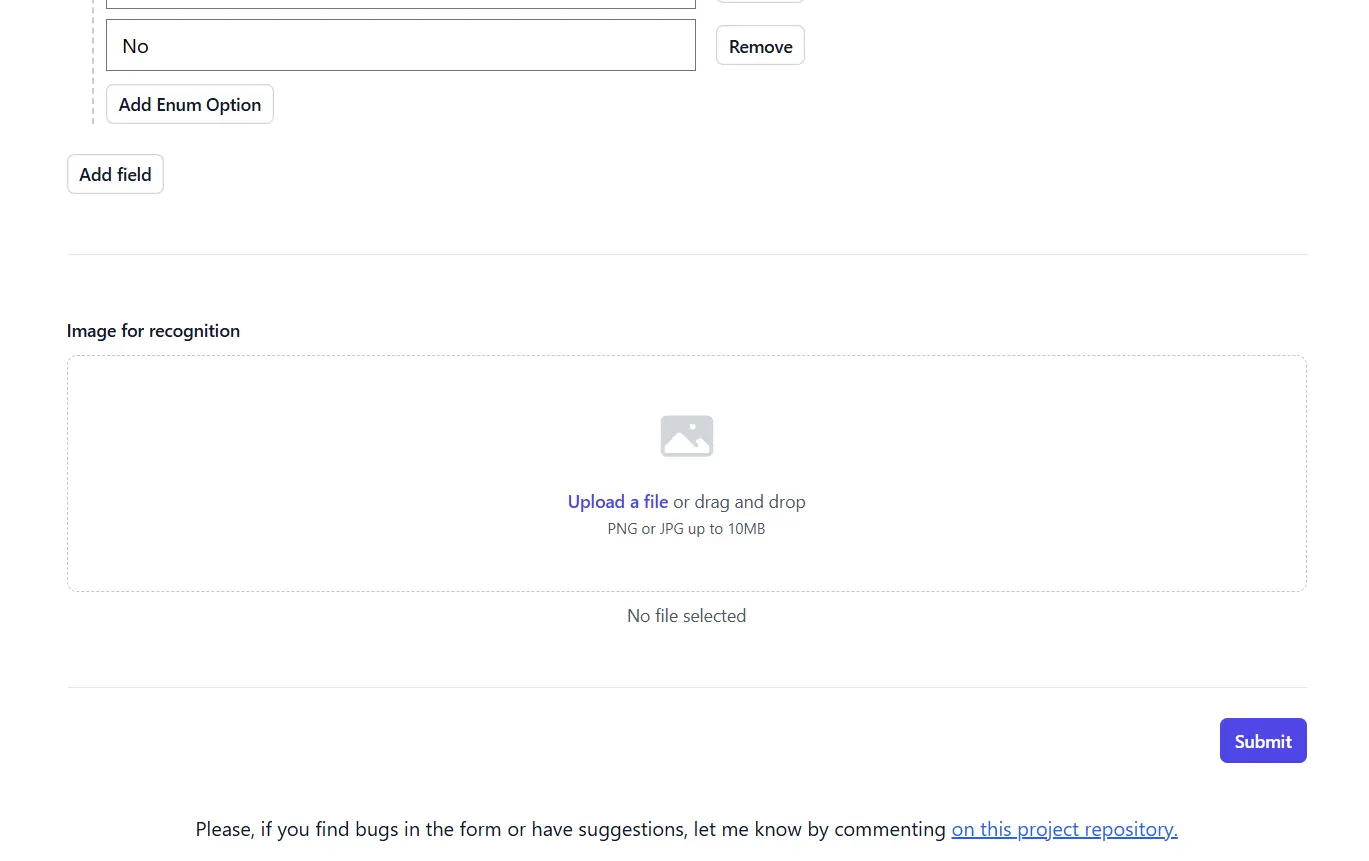 No
Remove
Add Enum Option
Add field
Image for recognition
Upload a file or drag and drop
PNG or JPG up to 10MB
No file selected
Submit
Please, if you find bugs in the form or have suggestions, let me know by commenting on this project repository.